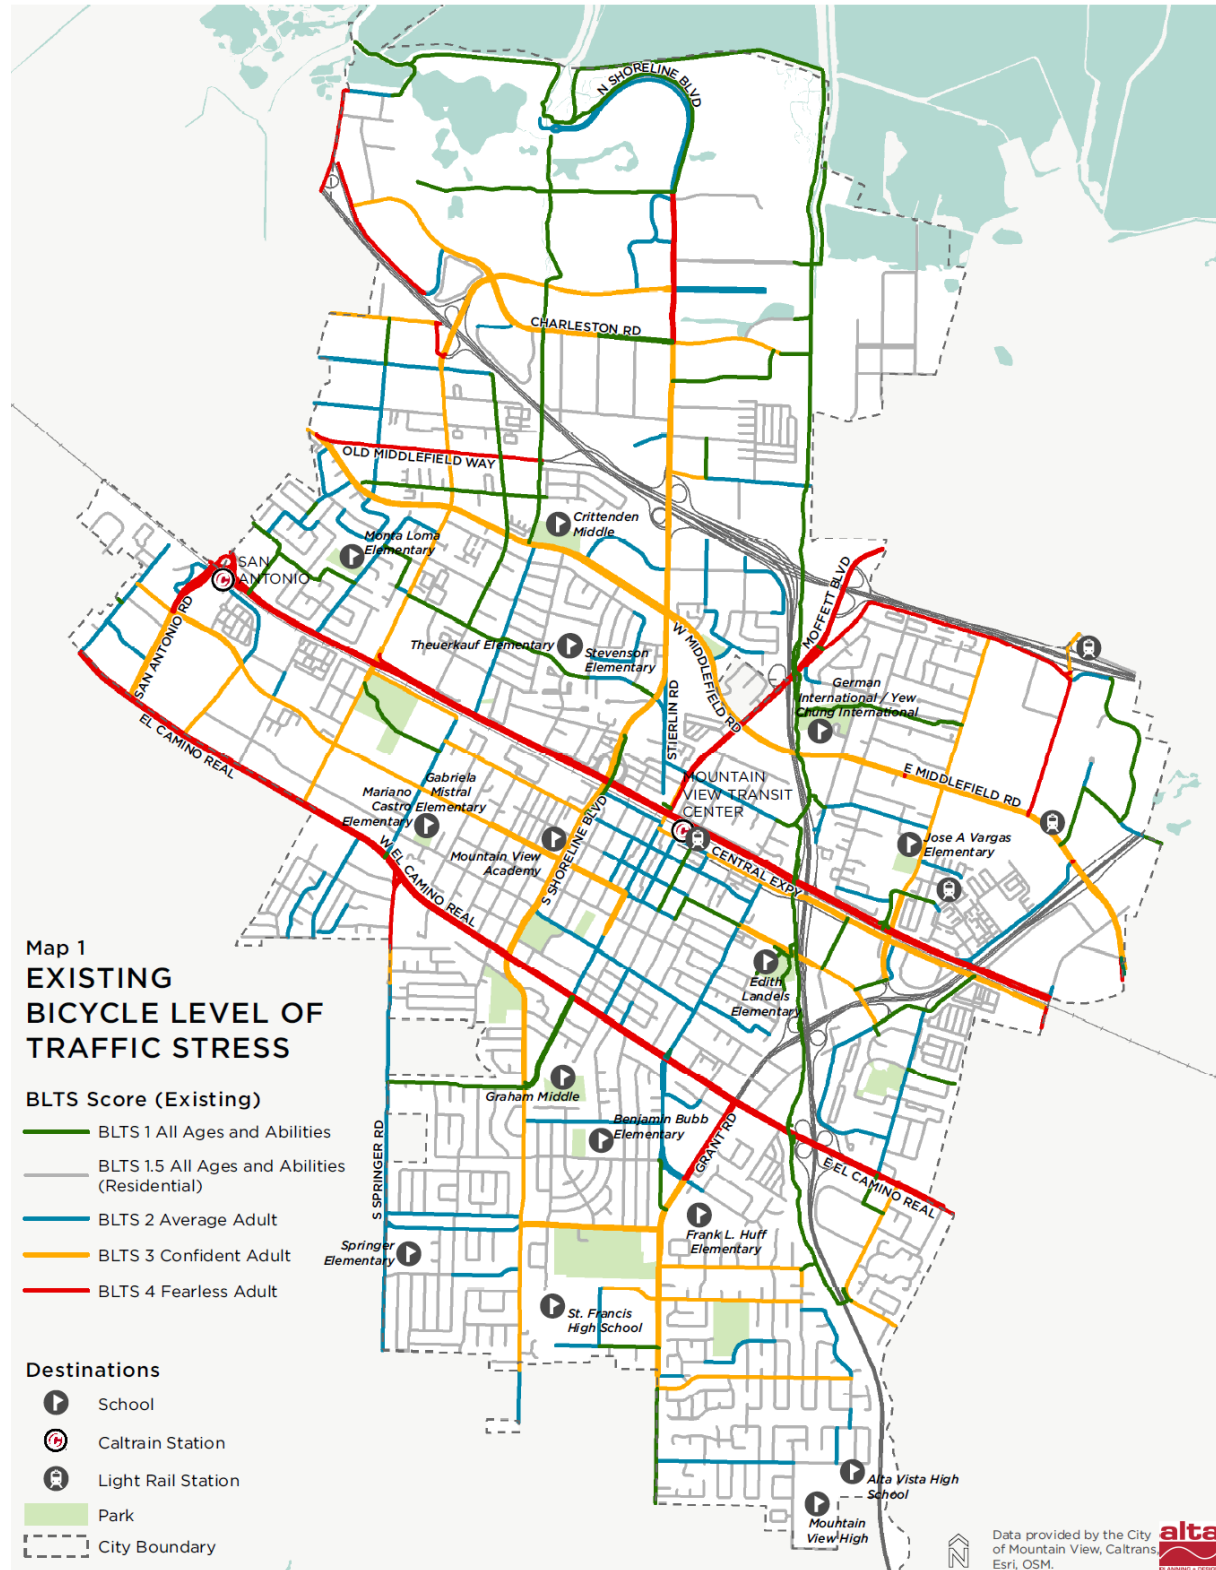 N SHORELINE BLVD
CHARLESTON RD
OLD MIDDLEFIELD WAY
Crittenden
Middle
Monta Loma
Elementary
SAN
ANTONIO
MOFFETT BLVD
SAN ANTONIO RD
Theuerkauf Elementary
Stevenson
Elementary
W MIDDLEFIELD RD
German
International / Yew
Chung International
STIERLIN RD
EL CAMINO REAL
E MIDDLEFIELD RD
MOUNTAIN
VIEW TRANSIT
CENTER
Gabriela
Mistral
Elementary
Mariano
Castro
Elementary
S SHORELINE BLVD
Jose A Vargas
Elementary
Mountain View
Academy
CENTRAL EXPY
W EL CAMINO REAL
Edith
Landels
Elementary
Map 1
EXISTING
BICYCLE LEVEL OF
TRAFFIC STRESS
Graham Middle
Benjamin Bubb
Elementary
GRANT RD
S SPRINGER RD
E EL CAMINO REAL
BLTS Score (Existing)
BLTS 1 All Ages and Abilities
BLTS 1.5 All Ages and Abilities
(Residential)
BLTS 2 Average Adult
BLTS 3 Confident Adult
BLTS 4 Fearless Adult
Frank L. Huff
Elementary
Springer
Elementary
St. Francis
High School
Destinations
School
Caltrain Station
Light Rail Station
Park
City Boundary
Alta Vista High
School
Mountain
View High
Data provided by the City
of Mountain View, Caltrans,
Esri, OSM.
alta
PLANNING + DESIGN